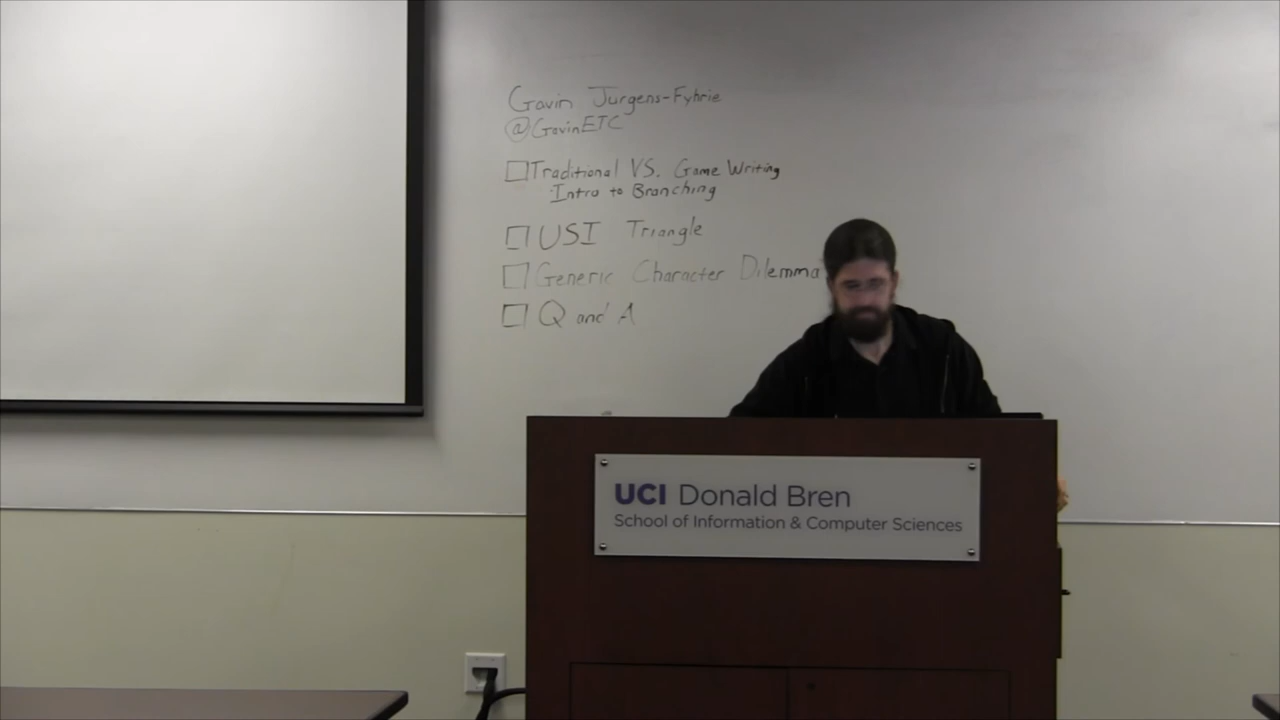 Gavin Jurgens-Fyhrie
@GavinETC
Traditional VS. Game Writing
·Intro to Branching
USI Triangle
Generic Character Dilemma
Q and A
UCI Donald Bren
School of Information & Computer Sciences